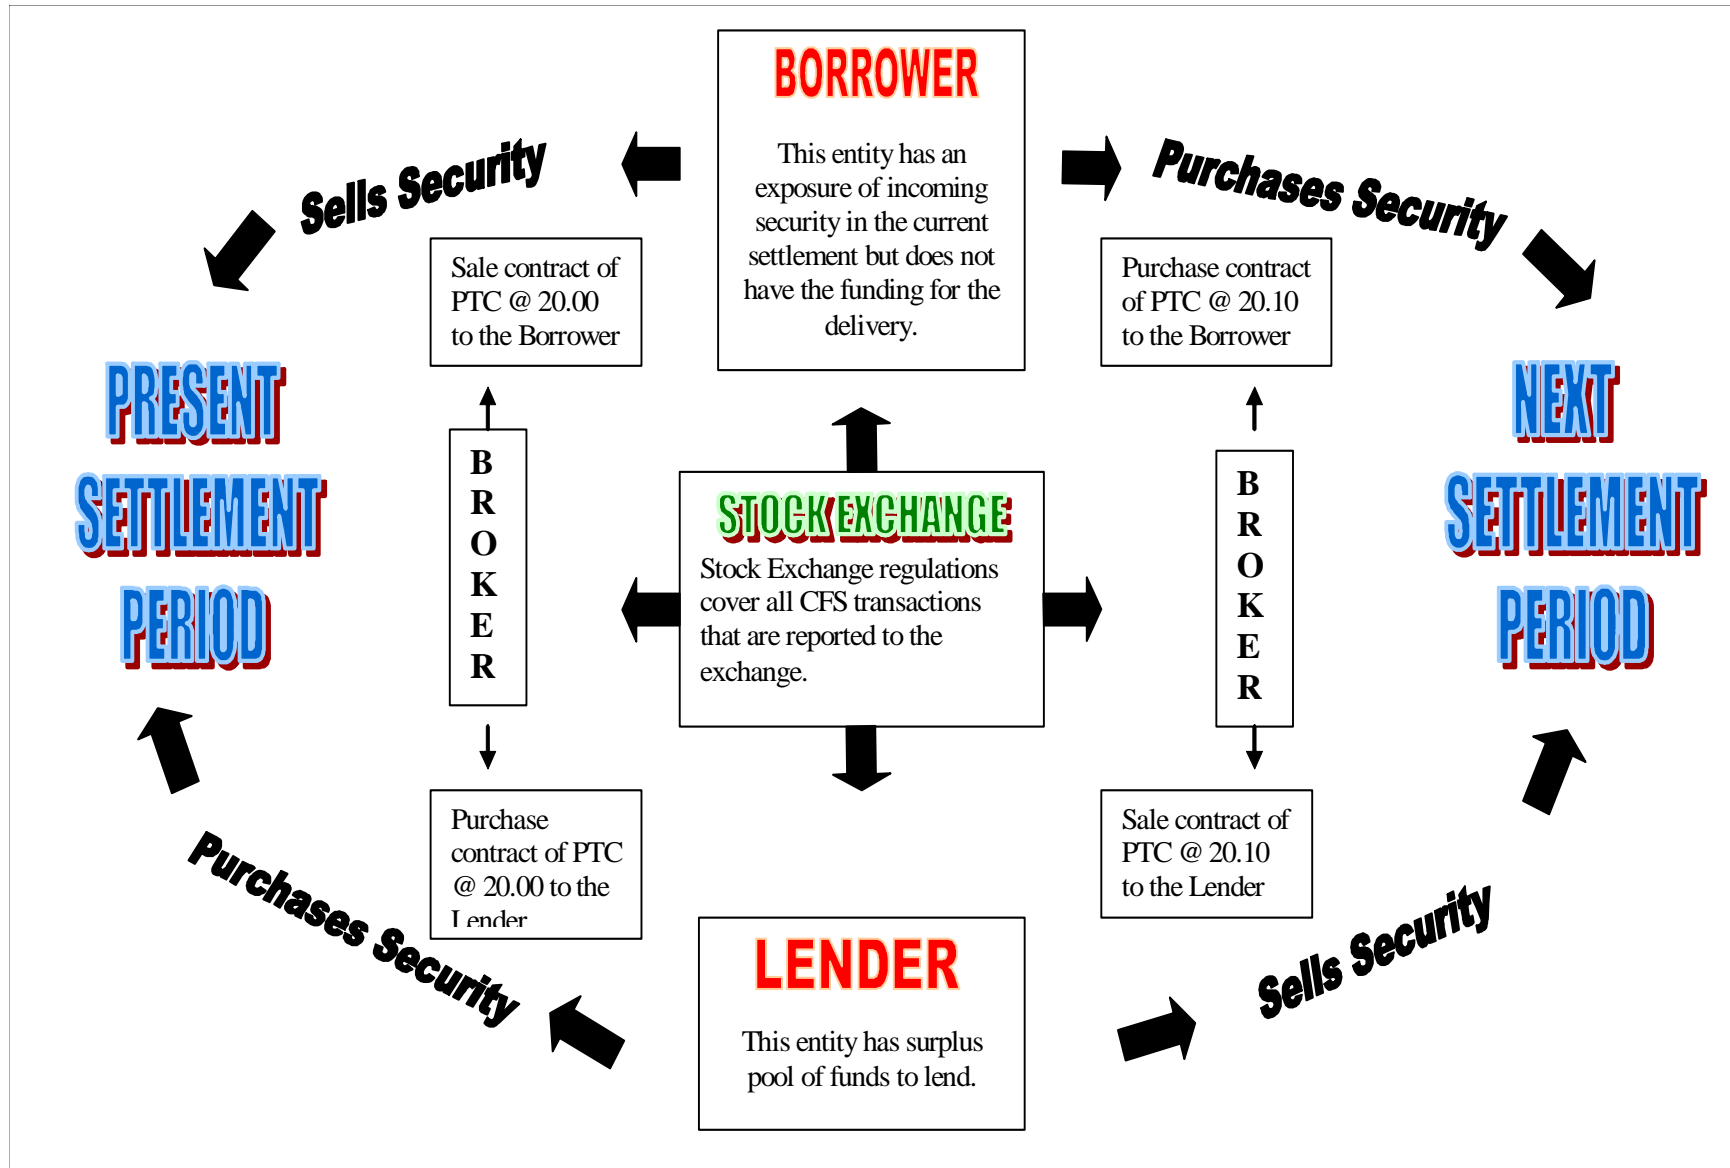 BORROWER
This entity has an
exposure of incoming
security in the current
settlement but does not
have the funding for the
delivery.
Sells Security
Purchases Security
Sale contract of
PTC @ 20.00
to the Borrower
Purchase contract
of PTC @ 20.10
to the Borrower
PRESENT
SETTLEMENT
PERIOD
BROKER
STOCK EXCHANGE
Stock Exchange regulations
cover all CFS transactions
that are reported to the
exchange.
BROKER
NEXT
SETTLEMENT
PERIOD
Purchase
contract of PTC
@ 20.00 to the
Lender
Sale contract of
PTC @ 20.10
to the Lender
Purchases Security
Sells Security
LENDER
This entity has surplus
pool of funds to lend.